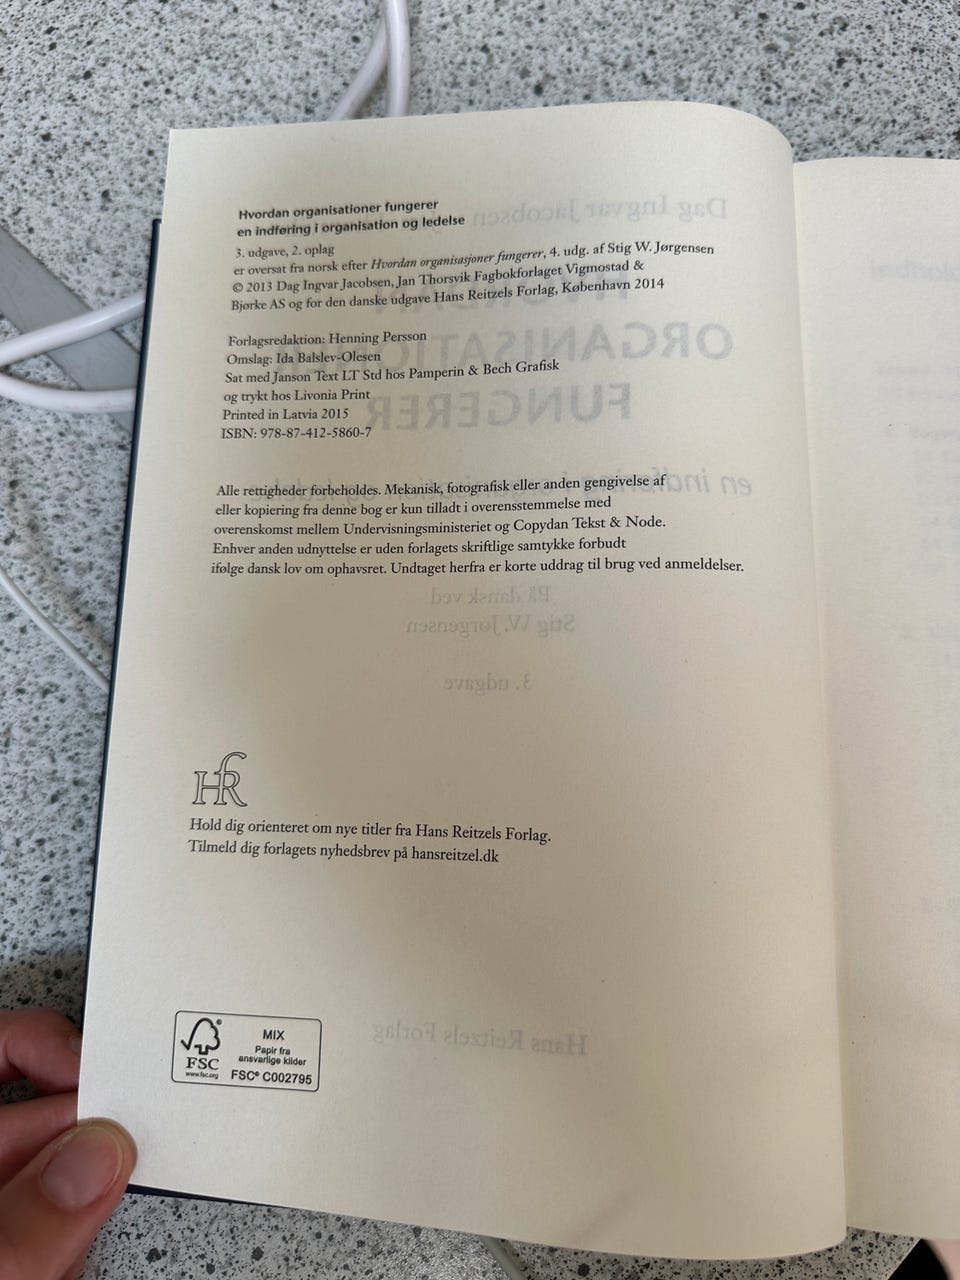 Hvordan organisationer fungerer
en indføring i organisation og ledelse
3. udgave, 2. oplag
er oversat fra norsk efter Hvordan organisasjoner fungerer, 4. udg. af Stig W. Jørgensen
© 2013 Dag Ingvar Jacobsen, Jan Thorsvik Fagbokforlaget Vigmostad &
Bjørke AS og for den danske udgave Hans Reitzels Forlag, København 2014
Forlagsredaktion: Henning Persson
Omslag: Ida Balslev-Olesen
Sat med Janson Text LT Std hos Pamperin & Bech Grafisk
og trykt hos Livonia Print
Printed in Latvia 2015
ISBN: 978-87-412-5860-7
Alle rettigheder forbeholdes. Mekanisk, fotografisk eller anden gengivelse af
eller kopiering fra denne bog er kun tilladt i overensstemmelse med
overenskomst mellem Undervisningsministeriet og Copydan Tekst & Node.
Enhver anden udnyttelse er uden forlagets skriftlige samtykke forbudt
ifølge dansk lov om ophavsret. Undtaget herfra er korte uddrag til brug ved anmeldelser.
HR
Hold dig orienteret om nye titler fra Hans Reitzels Forlag.
Tilmeld dig forlagets nyhedsbrev på hansreitzel.dk
MIX
Papir fra
ansvarlige kilder
FSC® C002795
FSC
www.fsc.org